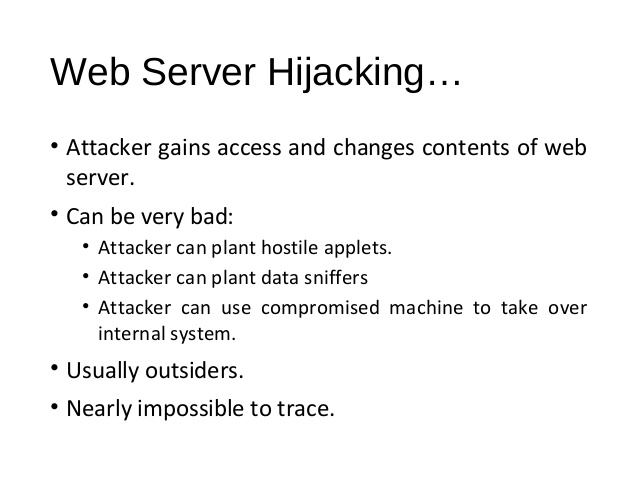 Web Server Hijacking…
• Attacker gains access and changes contents of web
server.
• Can be very bad:
• Attacker can plant hostile applets.
• Attacker can plant data sniffers
• Attacker can use compromised machine to take over
internal system.
• Usually outsiders.
• Nearly impossible to trace.